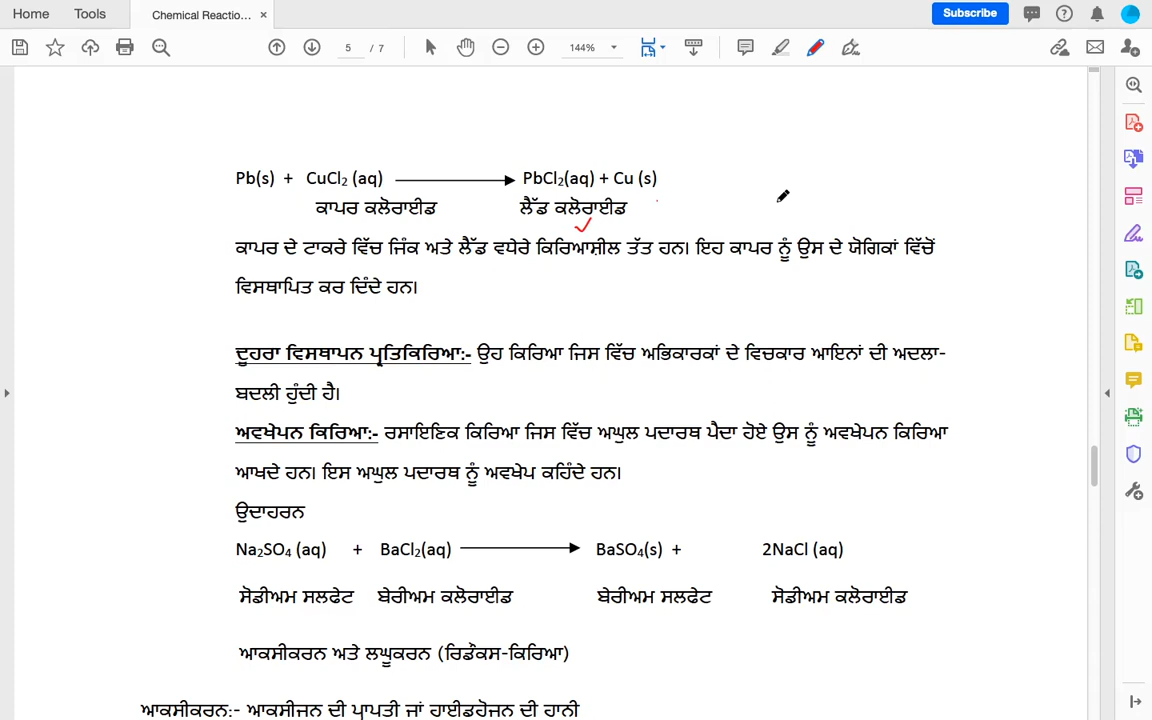 Home Tools Chemical Reactio... × Subscribe
5 / 7 144%
Pb(s) + CuCl₂ (aq) ⟶ PbCl₂(aq) + Cu (s)
ਕਾਪਰ ਕਲੋਰਾਈਡ ਲੈੱਡ ਕਲੋਰਾਈਡ
ਕਾਪਰ ਦੇ ਟਾਕਰੇ ਵਿੱਚ ਜਿੰਕ ਅਤੇ ਲੈੱਡ ਵਧੇਰੇ ਕਿਰਿਆਸ਼ੀਲ ਤੱਤ ਹਨ। ਇਹ ਕਾਪਰ ਨੂੰ ਉਸ ਦੇ ਯੋਗਿਕਾਂ ਵਿੱਚੋਂ
ਵਿਸਥਾਪਿਤ ਕਰ ਦਿੰਦੇ ਹਨ।
ਦੂਹਰਾ ਵਿਸਥਾਪਨ ਪ੍ਰਤਿਕਿਰਿਆ:- ਉਹ ਕਿਰਿਆ ਜਿਸ ਵਿੱਚ ਅਭਿਕਾਰਕਾਂ ਦੇ ਵਿਚਕਾਰ ਆਇਨਾਂ ਦੀ ਅਦਲਾ-
ਬਦਲੀ ਹੁੰਦੀ ਹੈ।
ਅਵਖੇਪਨ ਕਿਰਿਆ:- ਰਸਾਇਣਿਕ ਕਿਰਿਆ ਜਿਸ ਵਿੱਚ ਅਘੁਲ ਪਦਾਰਥ ਪੈਦਾ ਹੋਏ ਉਸ ਨੂੰ ਅਵਖੇਪਨ ਕਿਰਿਆ
ਆਖਦੇ ਹਨ। ਇਸ ਅਘੁਲ ਪਦਾਰਥ ਨੂੰ ਅਵਖੇਪ ਕਹਿੰਦੇ ਹਨ।
ਉਦਾਹਰਨ
Na₂SO₄ (aq) + BaCl₂(aq) ⟶ BaSO₄(s) + 2NaCl (aq)
ਸੋਡੀਅਮ ਸਲਫੇਟ ਬੇਰੀਅਮ ਕਲੋਰਾਈਡ ਬੇਰੀਅਮ ਸਲਫੇਟ ਸੋਡੀਅਮ ਕਲੋਰਾਈਡ
ਆਕਸੀਕਰਨ ਅਤੇ ਲਘੂਕਰਨ (ਰਿਡੌਕਸ-ਕਿਰਿਆ)
ਆਕਸੀਕਰਨ:- ਆਕਸੀਜਨ ਦੀ ਪ੍ਰਾਪਤੀ ਜਾਂ ਹਾਈਡਰੋਜਨ ਦੀ ਹਾਨੀ